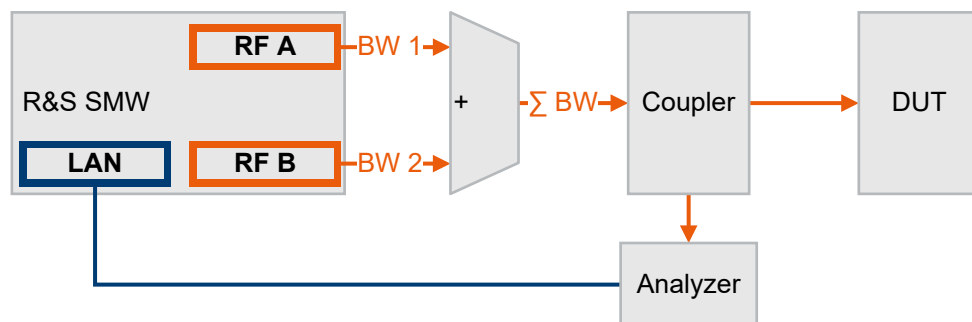 RF A
BW 1
R&S SMW
+
∑ BW
Coupler
DUT
LAN
RF B
BW 2
Analyzer